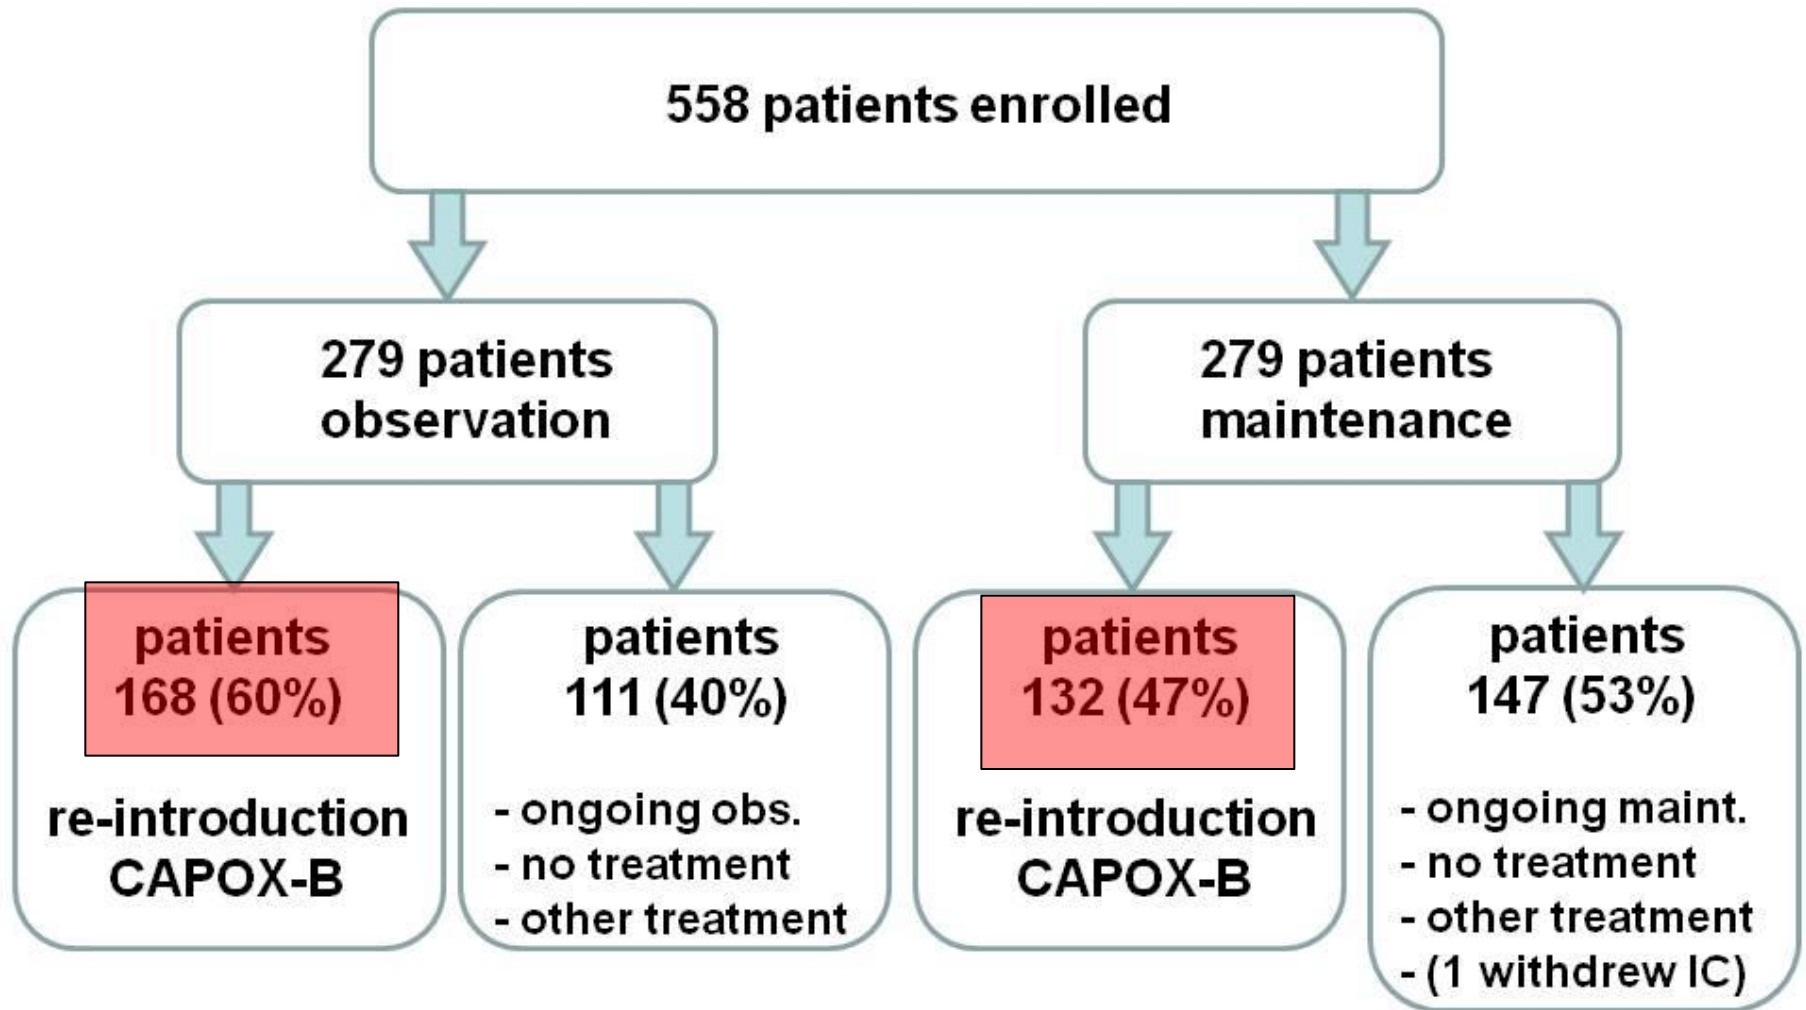 558 patients enrolled
279 patients
observation
279 patients
maintenance
patients
168 (60%)
re-introduction
CAPOX-B
patients
111 (40%)
- ongoing obs.
- no treatment
- other treatment
patients
132 (47%)
re-introduction
CAPOX-B
patients
147 (53%)
- ongoing maint.
- no treatment
- other treatment
- (1 withdrew IC)